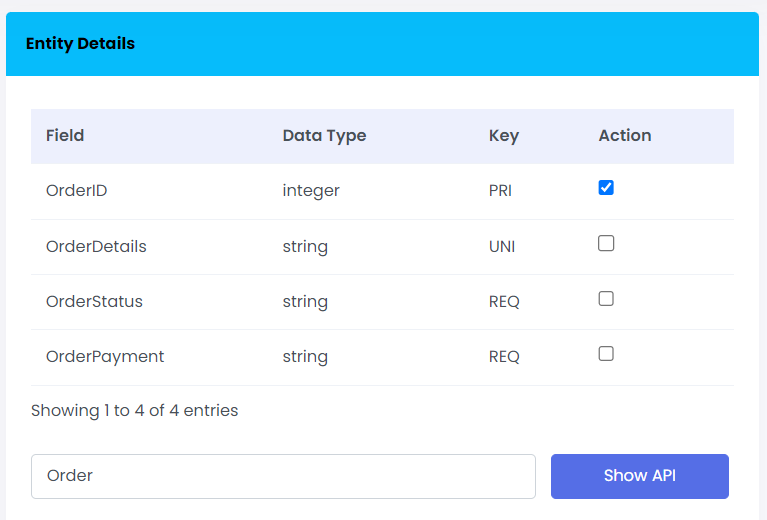 Entity Details
Field Data Type Key Action
OrderID integer PRI
OrderDetails string UNI
OrderStatus string REQ
OrderPayment string REQ
Showing 1 to 4 of 4 entries
Order Show API